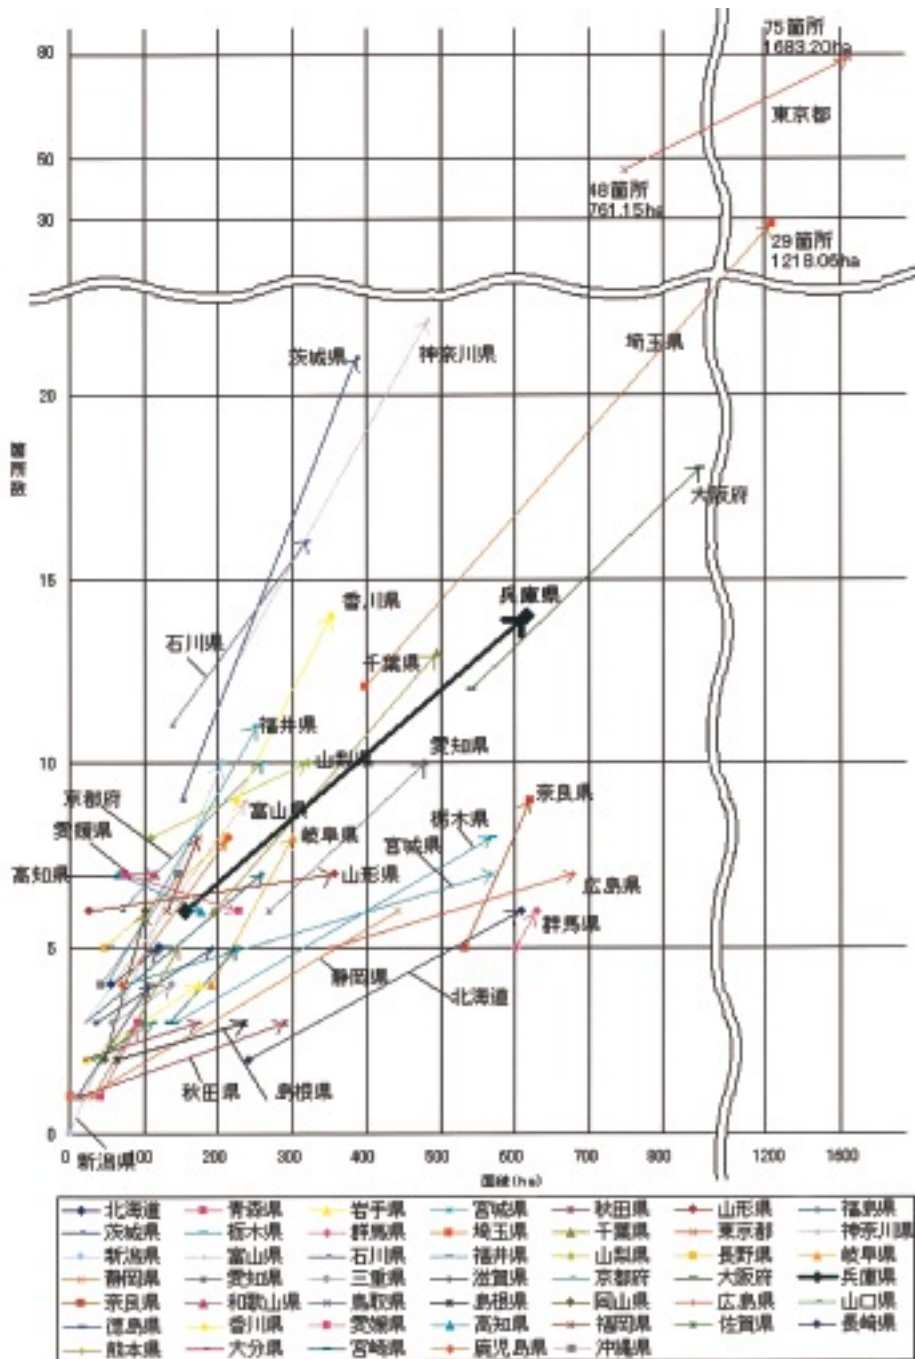 75箇所
1683.20ha
東京都
48箇所
761.15ha
29箇所
1218.06ha
埼玉県
茨城県
神奈川県
大阪府
兵庫県
香川県
石川県
千葉県
福井県
山梨県
愛知県
京都府
富山県
奈良県
愛媛県
岐阜県
栃木県
宮城県
高知県
山形県
広島県
群馬県
静岡県
北海道
秋田県
島根県
新潟県
箇所数
50
30
20
15
10
5
0
0 100 200 300 400 500 600 700 800 1200 1600
面積(ha)
北海道 青森県 岩手県 宮城県 秋田県 山形県 福島県
茨城県 栃木県 群馬県 埼玉県 千葉県 東京都 神奈川県
新潟県 富山県 石川県 福井県 山梨県 長野県 岐阜県
静岡県 愛知県 三重県 滋賀県 京都府 大阪府 兵庫県
奈良県 和歌山県 鳥取県 島根県 岡山県 広島県 山口県
徳島県 香川県 愛媛県 高知県 福岡県 佐賀県 長崎県
熊本県 大分県 宮崎県 鹿児島県 沖縄県